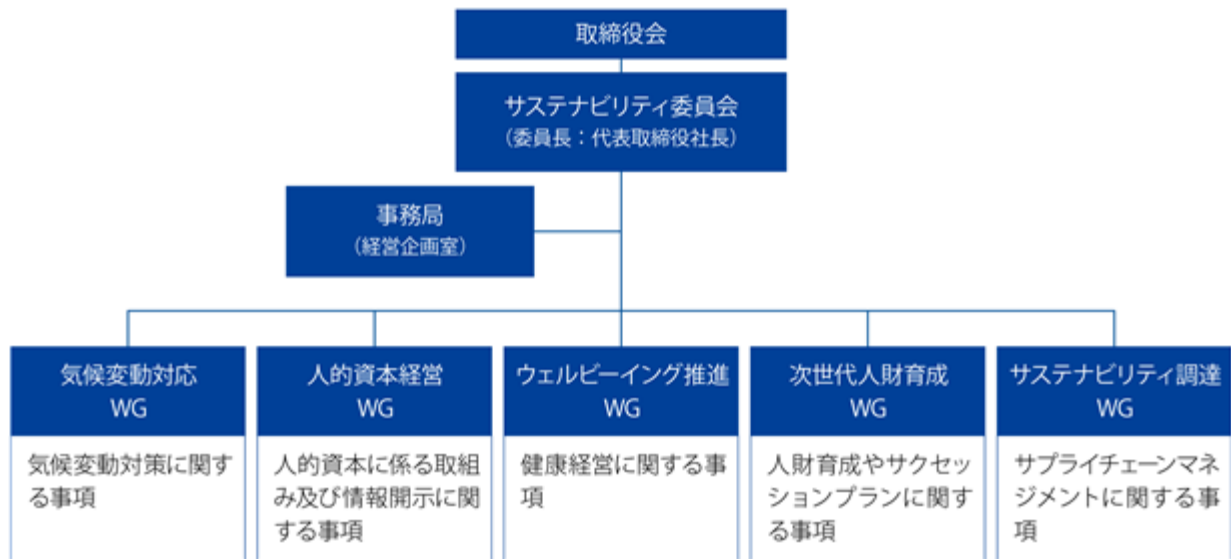 取締役会
サステナビリティ委員会
（委員長：代表取締役社長）
事務局
（経営企画室）
気候変動対応
WG
気候変動対策に関す
る事項
人的資本経営
WG
人的資本に係る取組
み及び情報開示に関
する事項
ウェルビーイング推進
WG
健康経営に関する事
項
次世代人財育成
WG
人財育成やサクセッ
ションプランに関す
る事項
サステナビリティ調達
WG
サプライチェーンマネ
ジメントに関する事
項